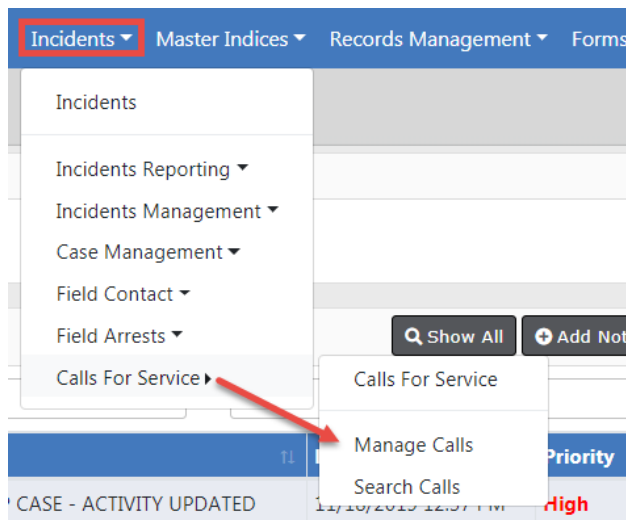 Incidents Master Indices Records Management Forms
Incidents
Incidents Reporting
Incidents Management
Case Management
Field Contact
Field Arrests
Show All Add Not
Calls For Service
Calls For Service
Manage Calls
Priority
Search Calls
CASE - ACTIVITY UPDATED
High